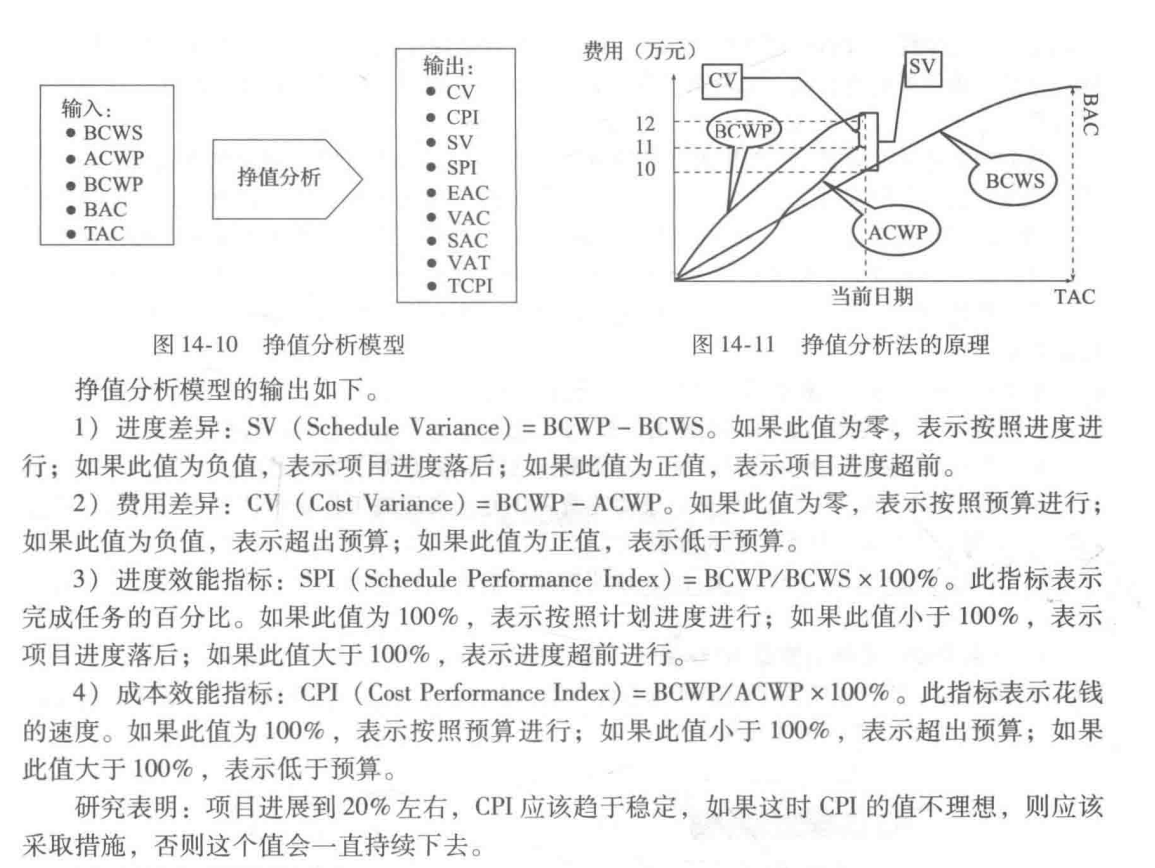 输入：
● BCWS
● ACWP
● BCWP
● BAC
● TAC
挣值分析
输出：
● CV
● CPI
● SV
● SPI
● EAC
● VAC
● SAC
● VAT
● TCPI
图 14-10 挣值分析模型
费用（万元）
CV
SV
12
11
10
BCWP
BAC
BCWS
ACWP
当前日期
TAC
图 14-11 挣值分析法的原理
挣值分析模型的输出如下。
1）进度差异：SV（Schedule Variance）= BCWP – BCWS。如果此值为零，表示按照进度进
行；如果此值为负值，表示项目进度落后；如果此值为正值，表示项目进度超前。
2）费用差异：CV（Cost Variance）= BCWP – ACWP。如果此值为零，表示按照预算进行；
如果此值为负值，表示超出预算；如果此值为正值，表示低于预算。
3）进度效能指标：SPI（Schedule Performance Index）= BCWP/BCWS × 100%。此指标表示
完成任务的百分比。如果此值为 100%，表示按照计划进度进行；如果此值小于 100%，表示
项目进度落后；如果此值大于 100%，表示进度超前进行。
4）成本效能指标：CPI（Cost Performance Index）= BCWP/ACWP × 100%。此指标表示花钱
的速度。如果此值为 100%，表示按照预算进行；如果此值小于 100%，表示超出预算；如果
此值大于 100%，表示低于预算。
研究表明：项目进展到 20% 左右，CPI 应该趋于稳定，如果这时 CPI 的值不理想，则应该
采取措施，否则这个值会一直持续下去。